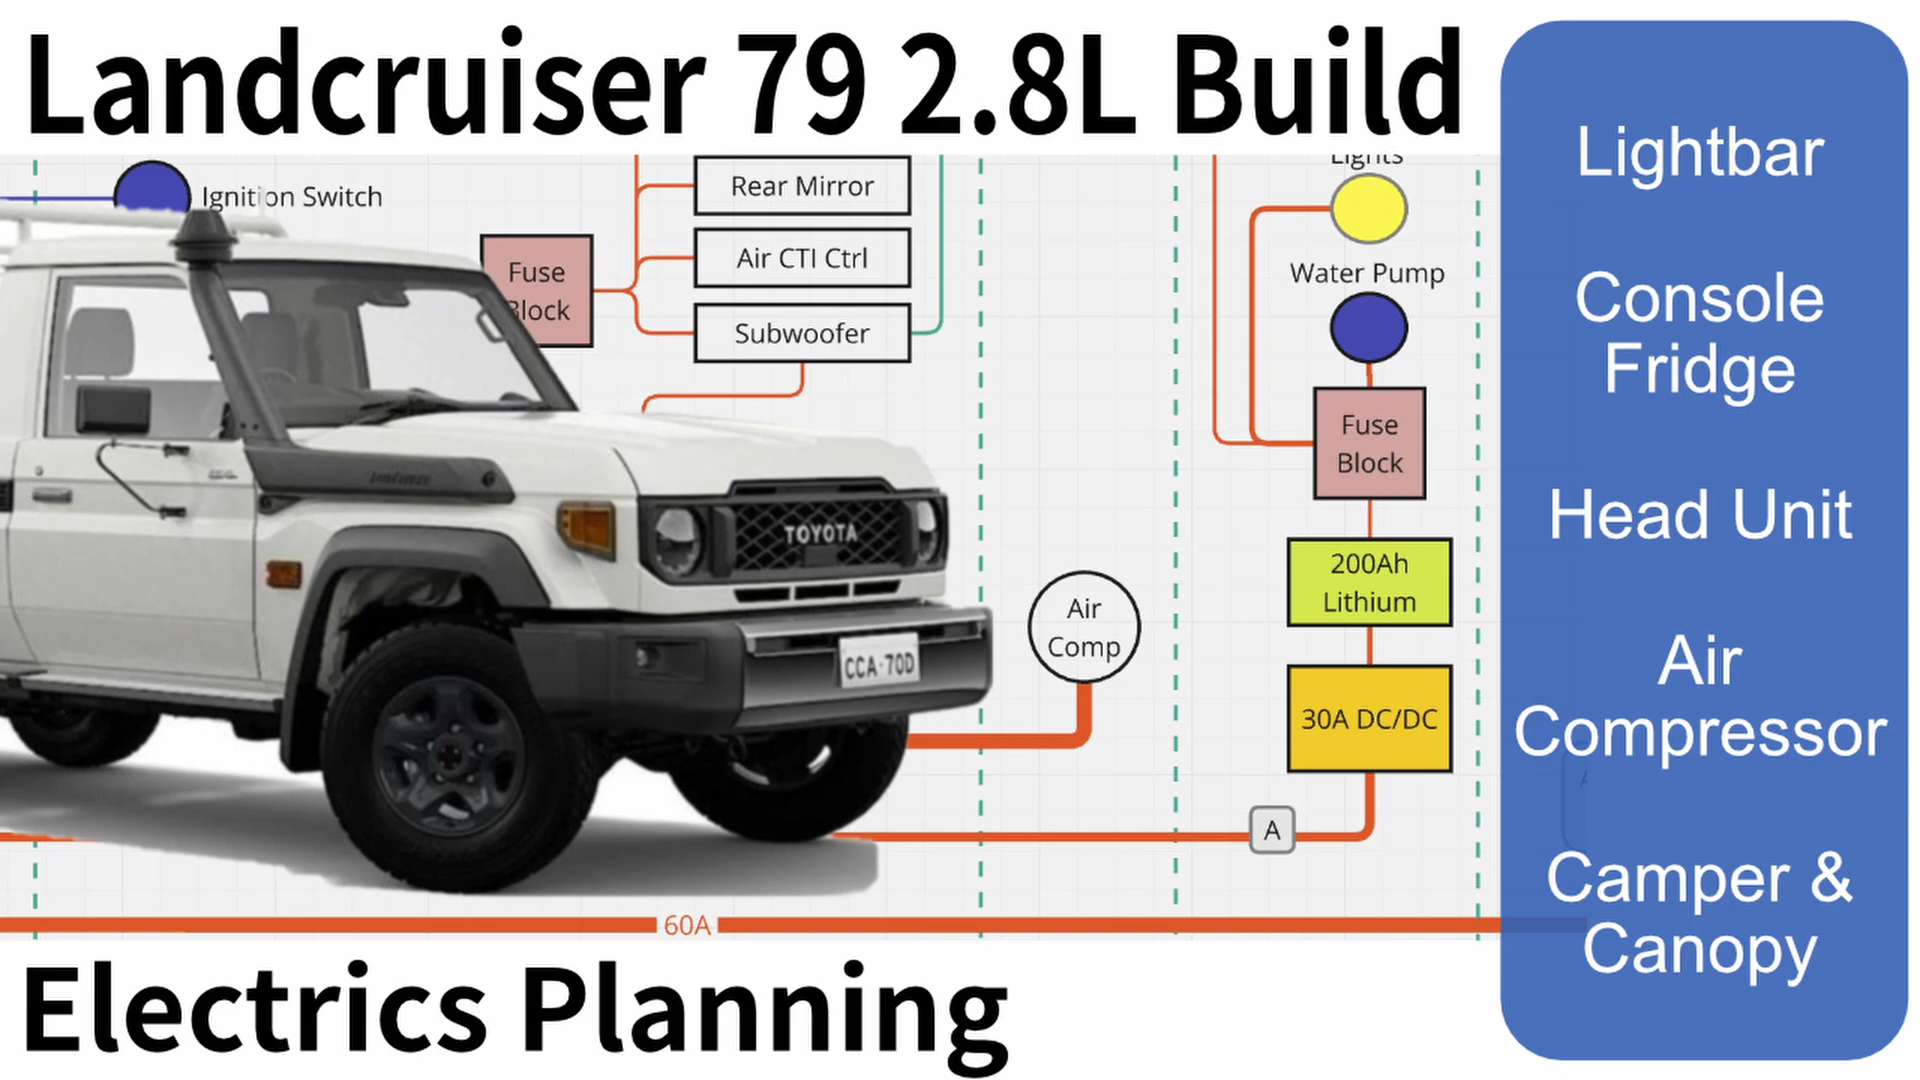 Landcruiser 79 2.8L Build
Ignition Switch
Fuse
Block
Rear Mirror
Air CTI Ctrl
Subwoofer
Lights
Water Pump
Fuse
Block
200Ah
Lithium
30A DC/DC
Air
Comp
A
60A
TOYOTA
CCA·70D
Electrics Planning
Lightbar
Console
Fridge
Head Unit
Air
Compressor
Camper &
Canopy